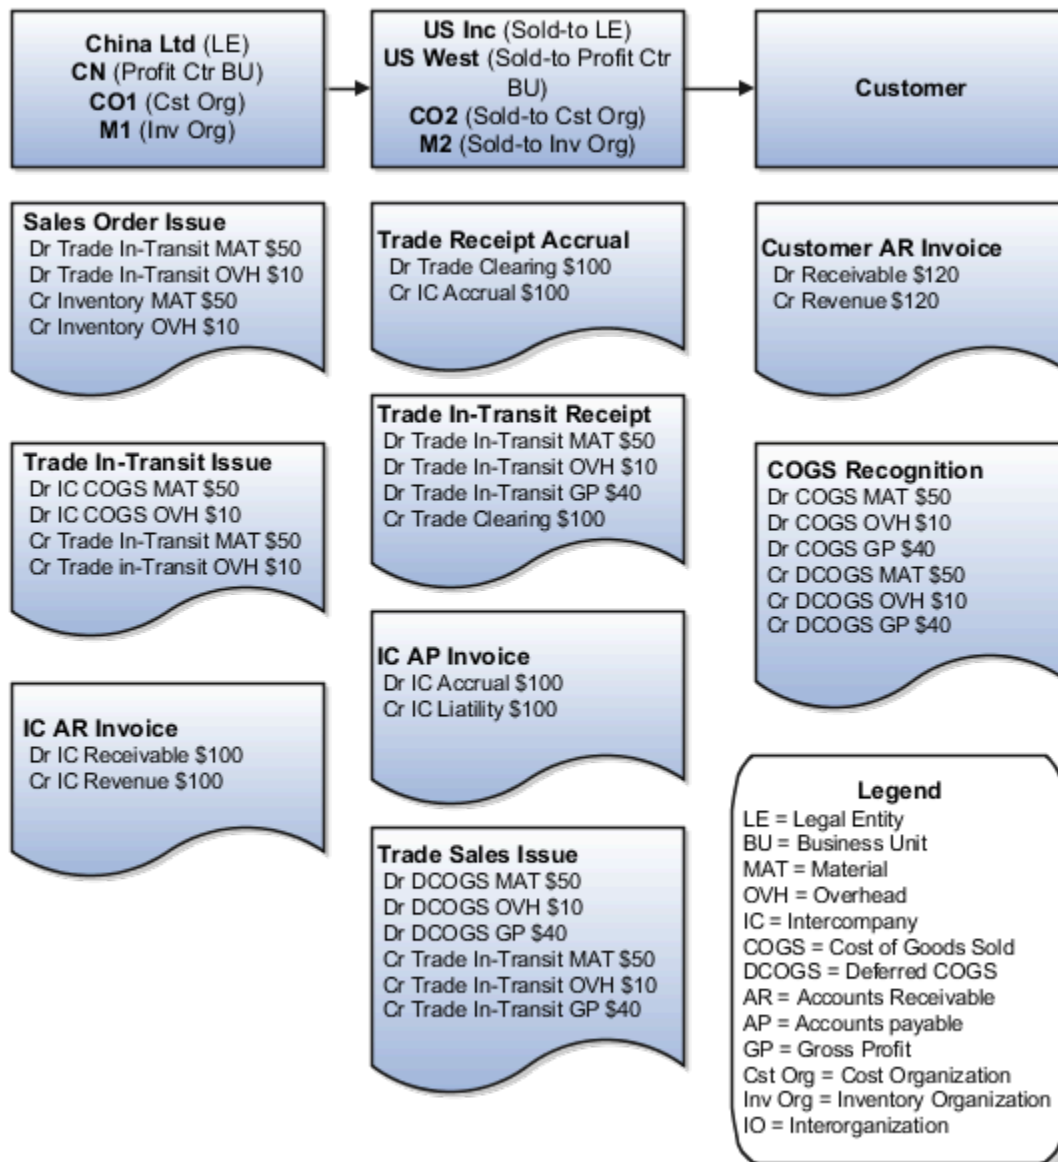 China Ltd (LE)
CN (Profit Ctr BU)
CO1 (Cst Org)
M1 (Inv Org)
US Inc (Sold-to LE)
US West (Sold-to Profit Ctr
BU)
CO2 (Sold-to Cst Org)
M2 (Sold-to Inv Org)
Customer
Sales Order Issue
Dr Trade In-Transit MAT $50
Dr Trade In-Transit OVH $10
Cr Inventory MAT $50
Cr Inventory OVH $10
Trade In-Transit Issue
Dr IC COGS MAT $50
Dr IC COGS OVH $10
Cr Trade In-Transit MAT $50
Cr Trade in-Transit OVH $10
IC AR Invoice
Dr IC Receivable $100
Cr IC Revenue $100
Trade Receipt Accrual
Dr Trade Clearing $100
Cr IC Accrual $100
Trade In-Transit Receipt
Dr Trade In-Transit MAT $50
Dr Trade In-Transit OVH $10
Dr Trade In-Transit GP $40
Cr Trade Clearing $100
IC AP Invoice
Dr IC Accrual $100
Cr IC Liatility $100
Trade Sales Issue
Dr DCOGS MAT $50
Dr DCOGS OVH $10
Dr DCOGS GP $40
Cr Trade In-Transit MAT $50
Cr Trade In-Transit OVH $10
Cr Trade In-Transit GP $40
Customer AR Invoice
Dr Receivable $120
Cr Revenue $120
COGS Recognition
Dr COGS MAT $50
Dr COGS OVH $10
Dr COGS GP $40
Cr DCOGS MAT $50
Cr DCOGS OVH $10
Cr DCOGS GP $40
Legend
LE = Legal Entity
BU = Business Unit
MAT = Material
OVH = Overhead
IC = Intercompany
COGS = Cost of Goods Sold
DCOGS = Deferred COGS
AR = Accounts Receivable
AP = Accounts payable
GP = Gross Profit
Cst Org = Cost Organization
Inv Org = Inventory Organization
IO = Interorganization